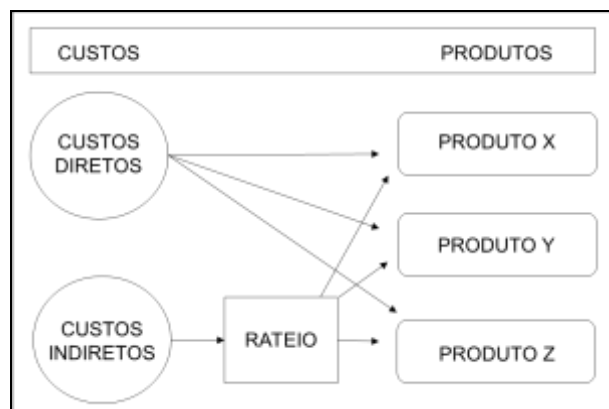 CUSTOS PRODUTOS
CUSTOS
DIRETOS
PRODUTO X
PRODUTO Y
CUSTOS
INDIRETOS
RATEIO
PRODUTO Z